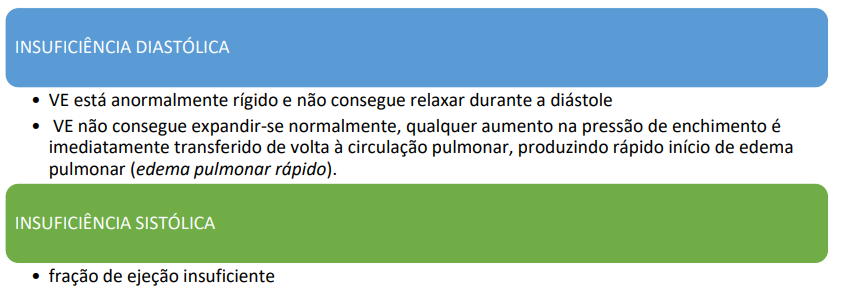 INSUFICIÊNCIA DIASTÓLICA
• VE está anormalmente rígido e não consegue relaxar durante a diástole
• VE não consegue expandir-se normalmente, qualquer aumento na pressão de enchimento é
imediatamente transferido de volta à circulação pulmonar, produzindo rápido início de edema
pulmonar (edema pulmonar rápido).
INSUFICIÊNCIA SISTÓLICA
• fração de ejeção insuficiente